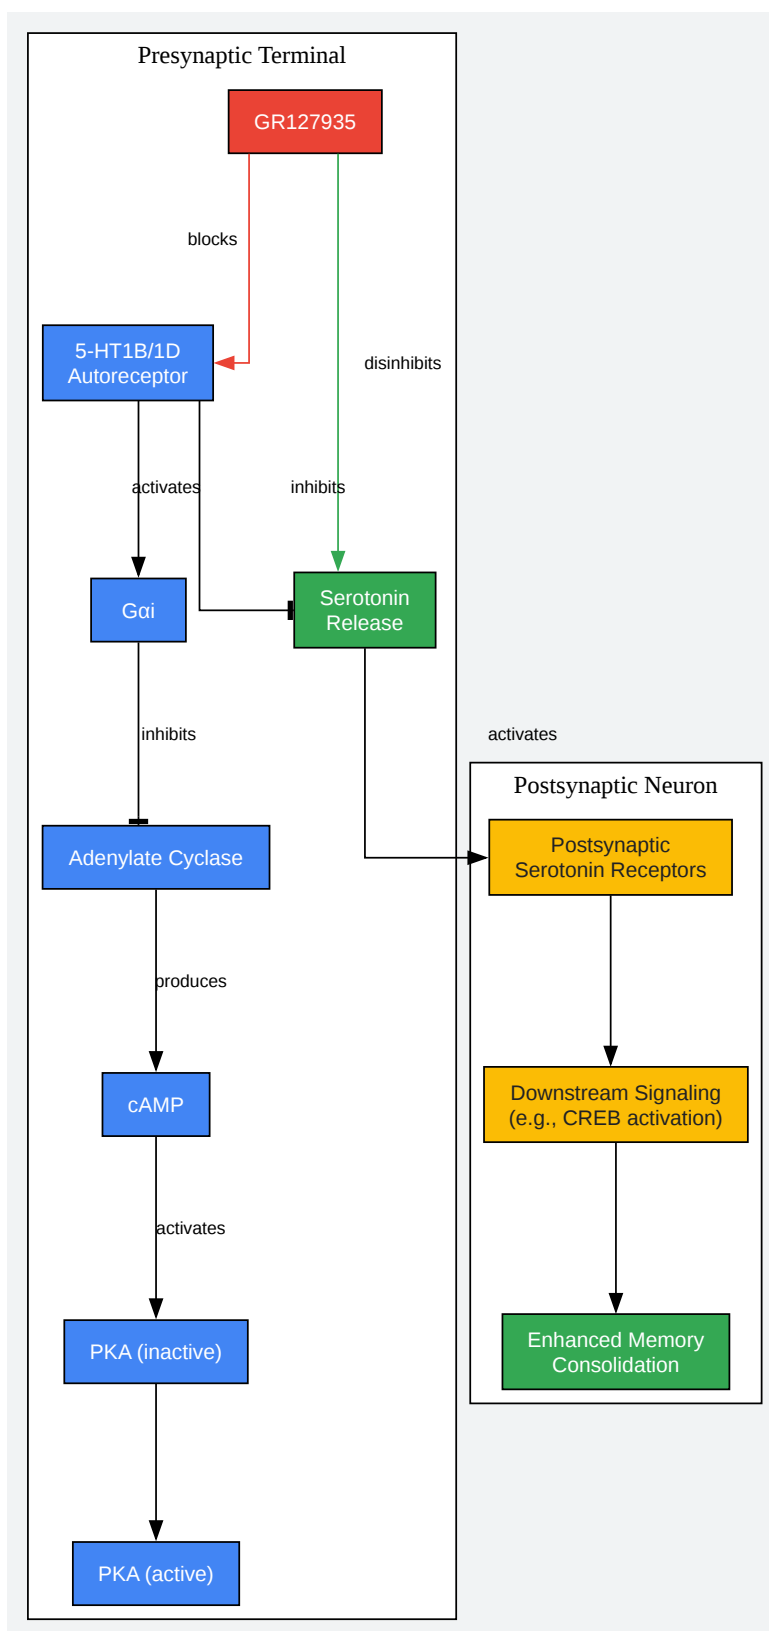 Presynaptic Terminal
GR127935
blocks
5-HT1B/1D
Autoreceptor
disinhibits
activates
inhibits
Gαi
Serotonin
Release
inhibits
activates
Postsynaptic Neuron
Adenylate Cyclase
Postsynaptic
Serotonin Receptors
produces
cAMP
Downstream Signaling
(e.g., CREB activation)
activates
PKA (inactive)
Enhanced Memory
Consolidation
PKA (active)